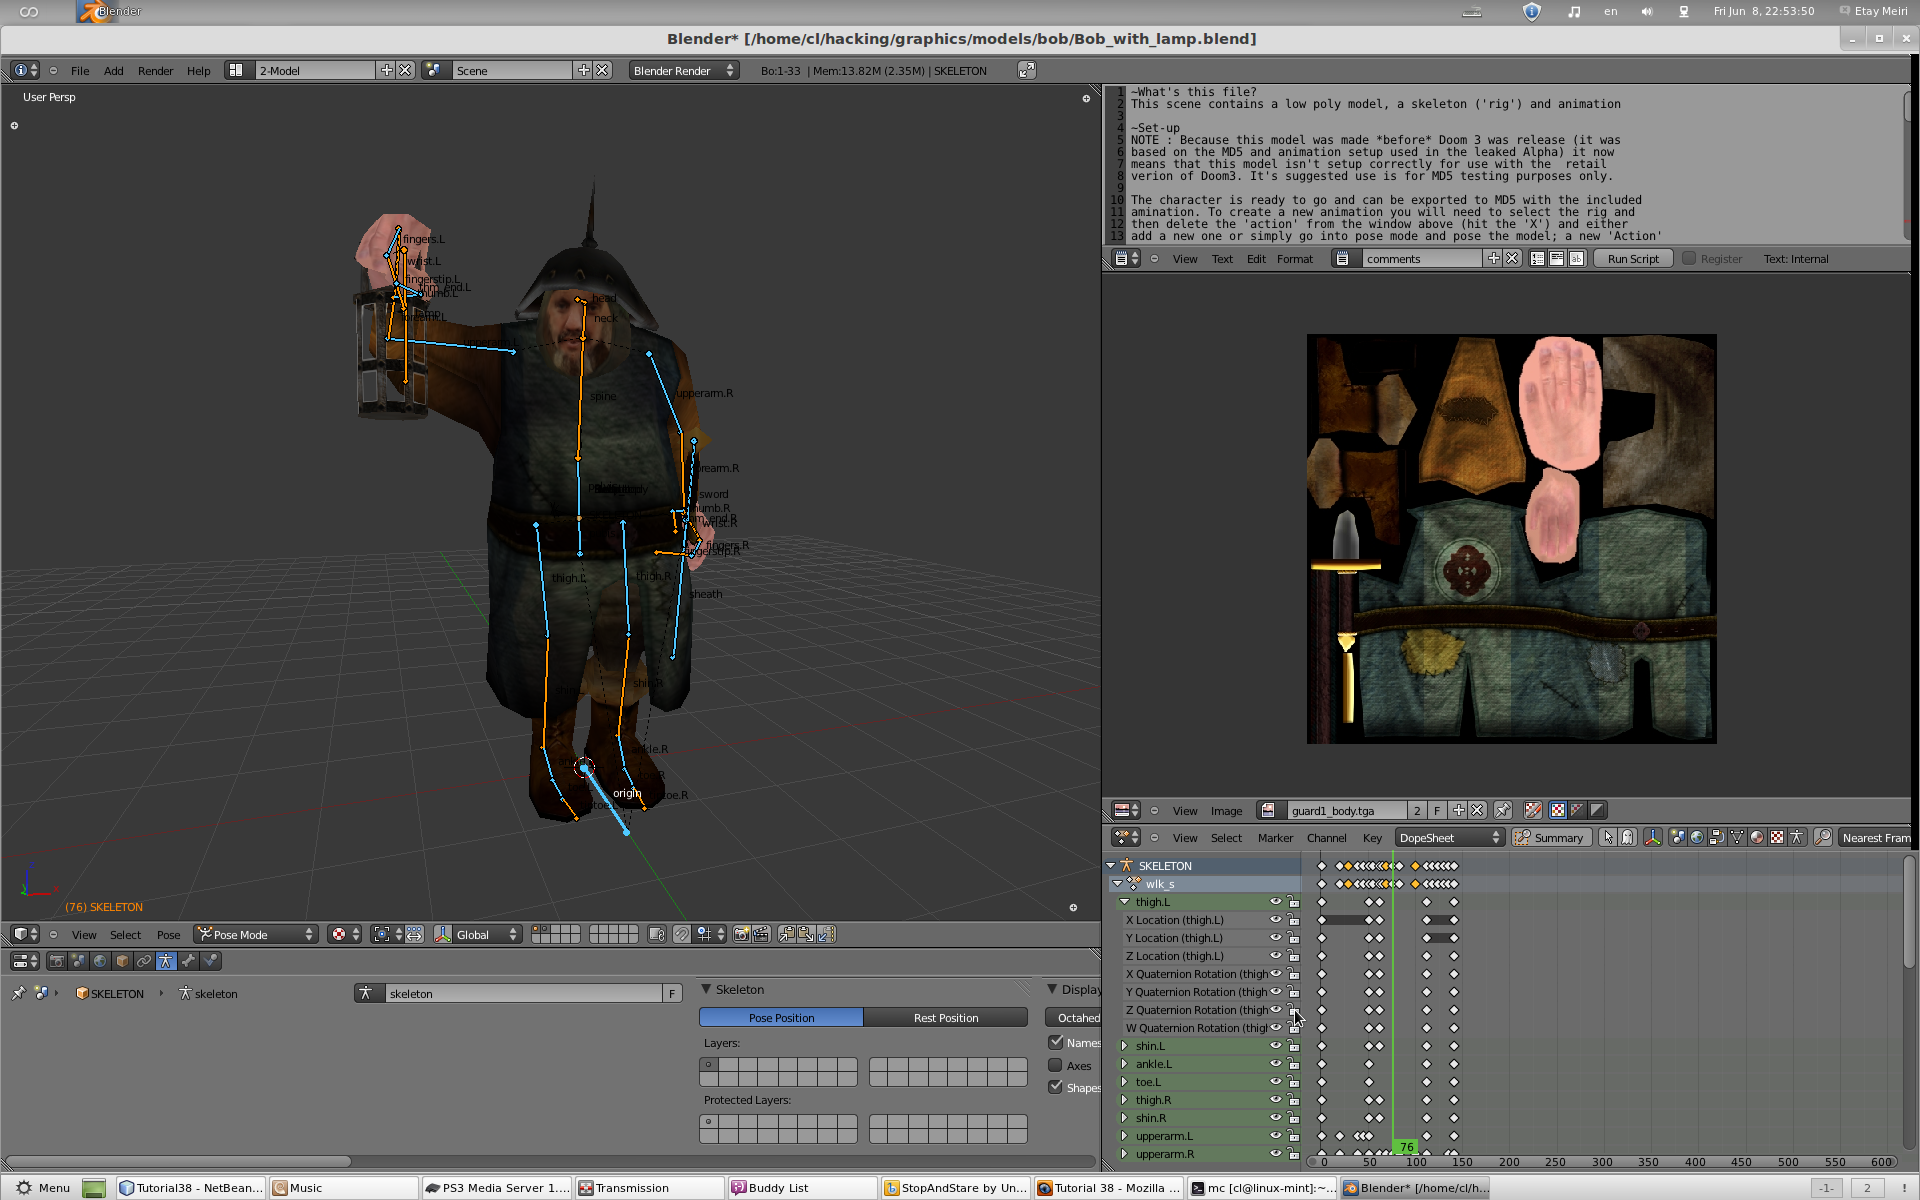 Blender
en
Fri Jun 8, 22:53:50
Etay Meiri
Blender* [/home/cl/hacking/graphics/models/bob/Bob_with_lamp.blend]
File Add Render Help
2-Model
Scene
Blender Render
Bo:1-33 | Mem:13.82M (2.35M) | SKELETON
User Persp
fingers.L
wrist.L
fingerstip.L
head
neck
spine
upperarm.R
sword
thigh.L
thigh.R
sheath
shin.R
ankle.R
origin
toe.R
(76) SKELETON
View Select Pose
Pose Mode
Global
1 ~What's this file?
2 This scene contains a low poly model, a skeleton ('rig') and animation
3
4 ~Set-up
5 NOTE : Because this model was made *before* Doom 3 was release (it was
6 based on the MD5 and animation setup used in the leaked Alpha) it now
7 means that this model isn't setup correctly for use with the retail
8 verion of Doom3. It's suggested use is for MD5 testing purposes only.
9
10 The character is ready to go and can be exported to MD5 with the included
11 amination. To create a new animation you will need to select the rig and
12 then delete the 'action' from the window above (hit the 'X') and either
13 add a new one or simply go into pose mode and pose the model; a new 'Action'
View Text Edit Format
comments
Run Script
Register
Text: Internal
View Image
guard1_body.tga
2
F
View Select Marker Channel Key
DopeSheet
Summary
Nearest Fram
SKELETON
wlk_s
thigh.L
X Location (thigh.L)
Y Location (thigh.L)
Z Location (thigh.L)
X Quaternion Rotation (thigh
Y Quaternion Rotation (thigh
Z Quaternion Rotation (thigh
W Quaternion Rotation (thigh
shin.L
ankle.L
toe.L
thigh.R
shin.R
upperarm.L
upperarm.R
76
0 50 100 150 200 250 300 350 400 450 500 550 600
SKELETON
skeleton
skeleton
F
Skeleton
Pose Position
Rest Position
Layers:
Protected Layers:
Display
Octahed
Names
Axes
Shapes
Menu
Tutorial38 - NetBean...
Music
PS3 Media Server 1....
Transmission
Buddy List
StopAndStare by Un...
Tutorial 38 - Mozilla ...
mc [cl@linux-mint]:~...
Blender* [/home/cl/h...
-1-
2
!